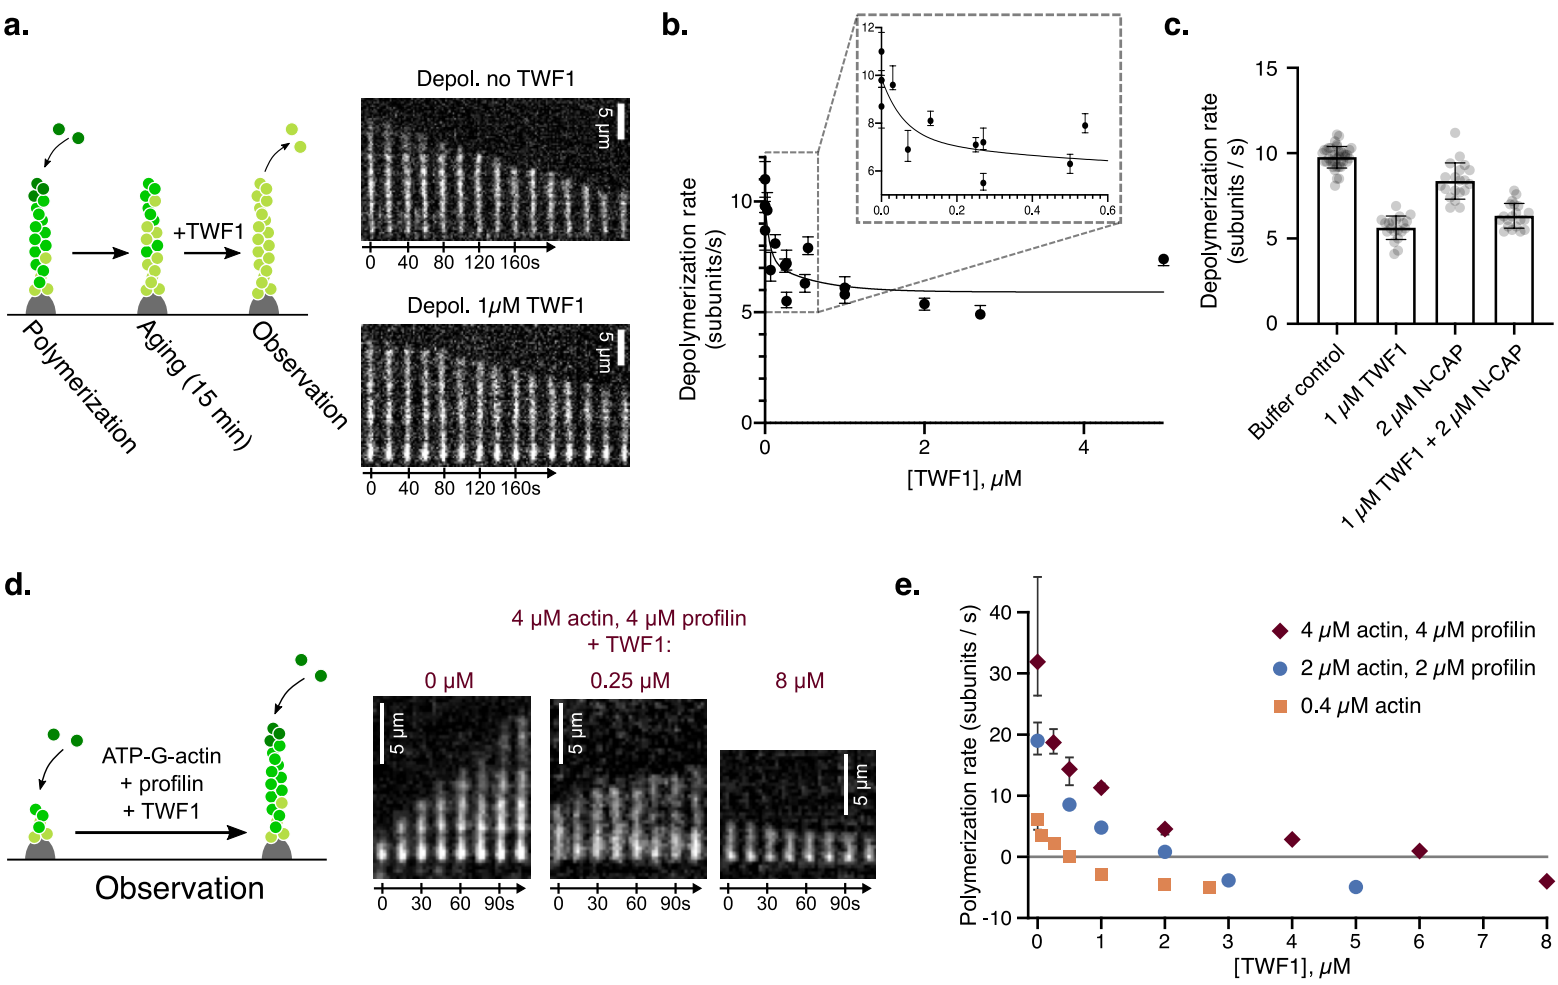 a.
Depol. no TWF1
5 µm
0 40 80 120 160s
+TWF1
Depol. 1µM TWF1
5 µm
0 40 80 120 160s
Polymerization
Aging (15 min)
Observation
b.
12
10
8
6
0.0 0.2 0.4 0.6
Depolymerization rate
(subunits/s)
10
5
0
0 2 4
[TWF1], µM
c.
Depolymerization rate
(subunits / s)
15
10
5
0
Buffer control
1 µM TWF1
2 µM N-CAP
1 µM TWF1 + 2 µM N-CAP
d.
ATP-G-actin
+ profilin
+ TWF1
Observation
4 µM actin, 4 µM profilin
+ TWF1:
0 µM 0.25 µM 8 µM
5 µm
5 µm
5 µm
0 30 60 90s
0 30 60 90s
0 30 60 90s
e.
Polymerization rate (subunits / s)
40
30
20
10
0
-10
0 1 2 3 4 5 6 7 8
[TWF1], µM
4 µM actin, 4 µM profilin
2 µM actin, 2 µM profilin
0.4 µM actin